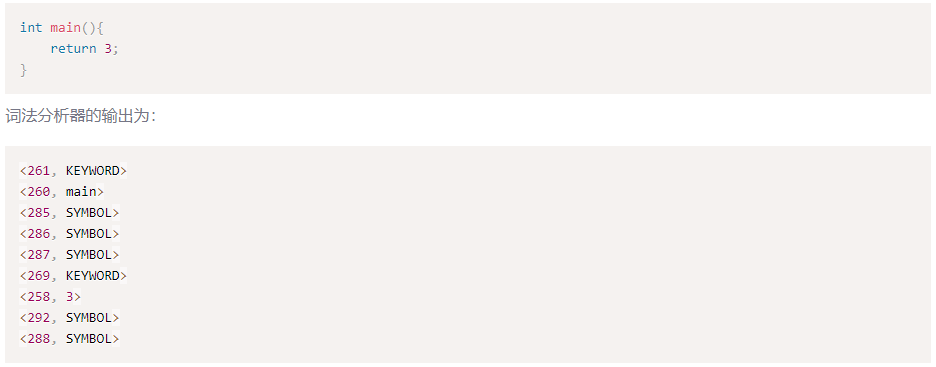 int main(){
    return 3;
}
词法分析器的输出为：
<261, KEYWORD>
<260, main>
<285, SYMBOL>
<286, SYMBOL>
<287, SYMBOL>
<269, KEYWORD>
<258, 3>
<292, SYMBOL>
<288, SYMBOL>